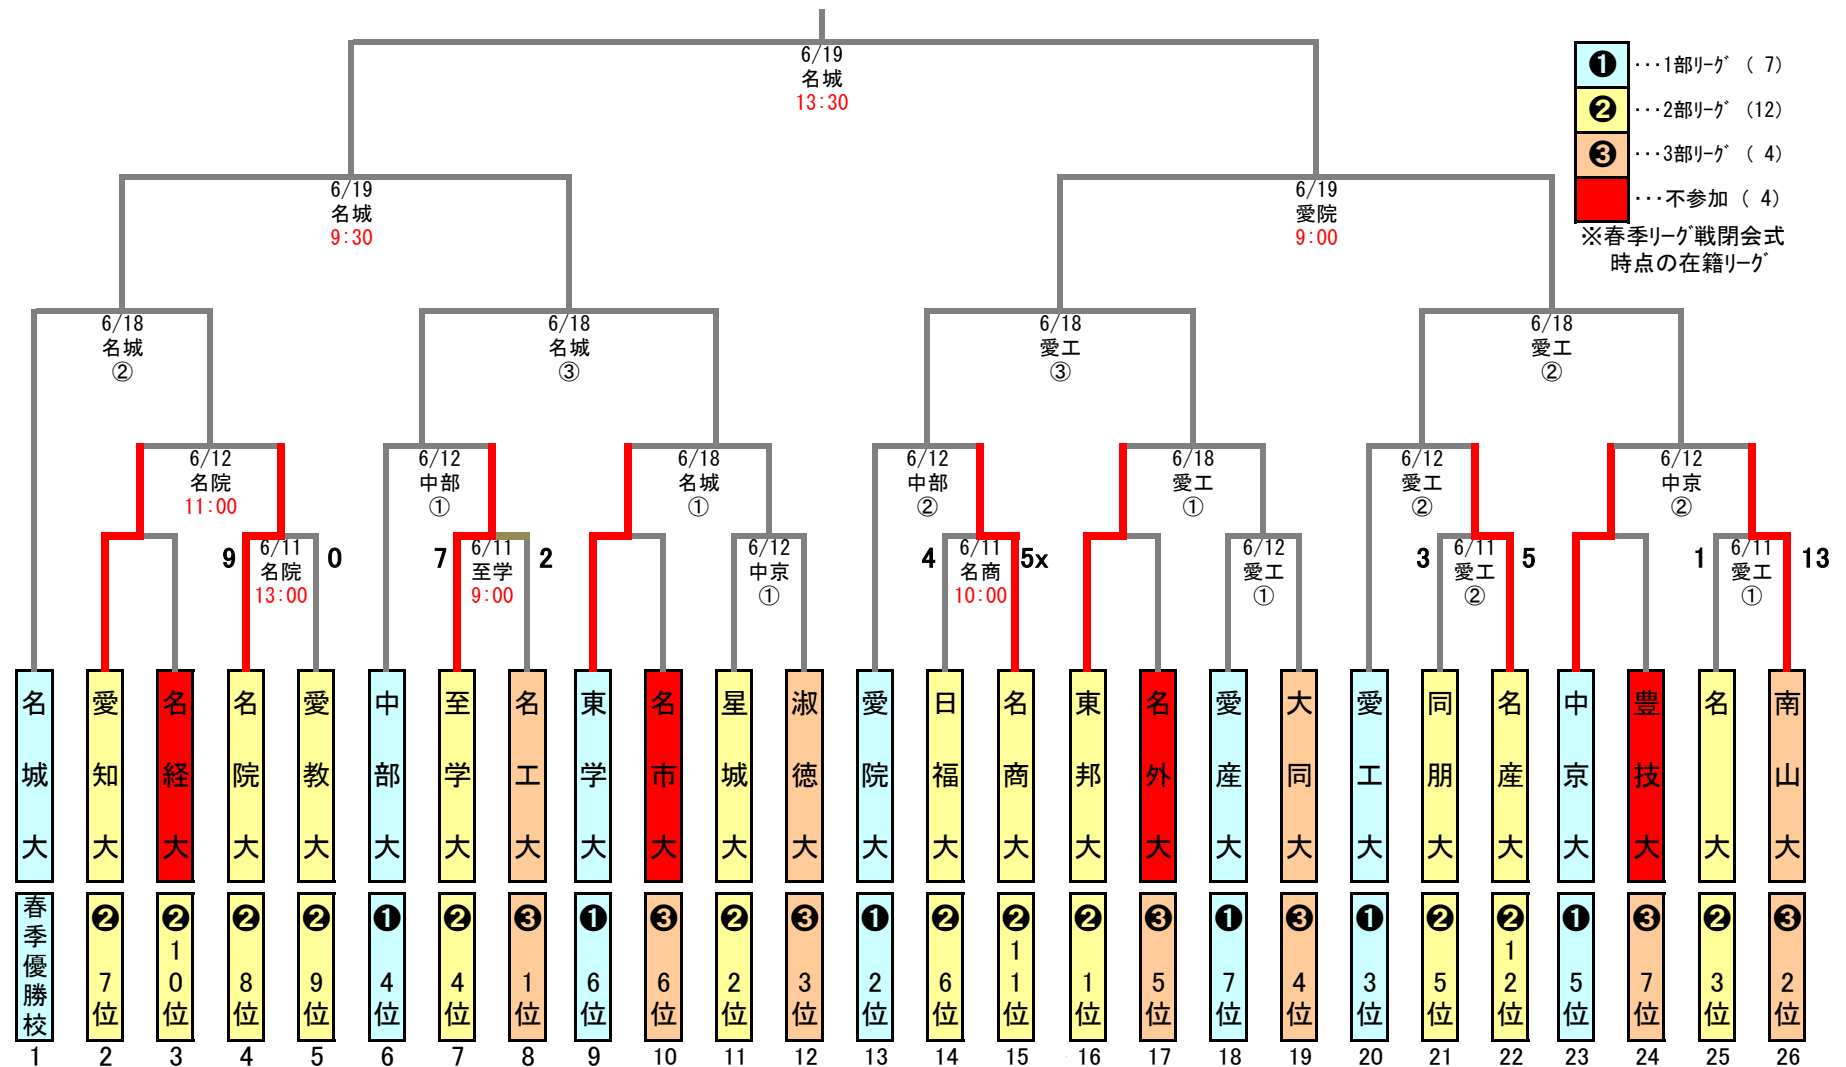 6/19
名城
13:30
❶ ･･･1部ﾘｰｸﾞ ( 7)
❷ ･･･2部ﾘｰｸﾞ (12)
❸ ･･･3部ﾘｰｸﾞ ( 4)
･･･不参加 ( 4)
※春季ﾘｰｸﾞ戦閉会式
時点の在籍ﾘｰｸﾞ
6/19
名城
9:30
6/19
愛院
9:00
6/18
名城
②
6/18
名城
③
6/18
愛工
③
6/18
愛工
②
6/12
名院
11:00
6/12
中部
①
6/18
名城
①
6/12
中部
②
6/18
愛工
①
6/12
愛工
②
6/12
中京
②
9
6/11
名院
13:00
0
7
6/11
至学
9:00
2
6/12
中京
①
4
6/11
名商
10:00
5x
6/12
愛工
①
3
6/11
愛工
②
5
1
6/11
愛工
①
13
名城大
愛知大
名経大
名院大
愛教大
中部大
至学大
名工大
東学大
名市大
星城大
淑徳大
愛院大
日福大
名商大
東邦大
名外大
愛産大
大同大
愛工大
同朋大
名産大
中京大
豊技大
名大
南山大
春季優勝校
❷7位
❷10位
❷8位
❷9位
❶4位
❷4位
❸1位
❶6位
❸6位
❷2位
❸3位
❶2位
❷6位
❷11位
❷1位
❸5位
❶7位
❸4位
❶3位
❷5位
❷12位
❶5位
❸7位
❷3位
❸2位
1 2 3 4 5 6 7 8 9 10 11 12 13 14 15 16 17 18 19 20 21 22 23 24 25 26